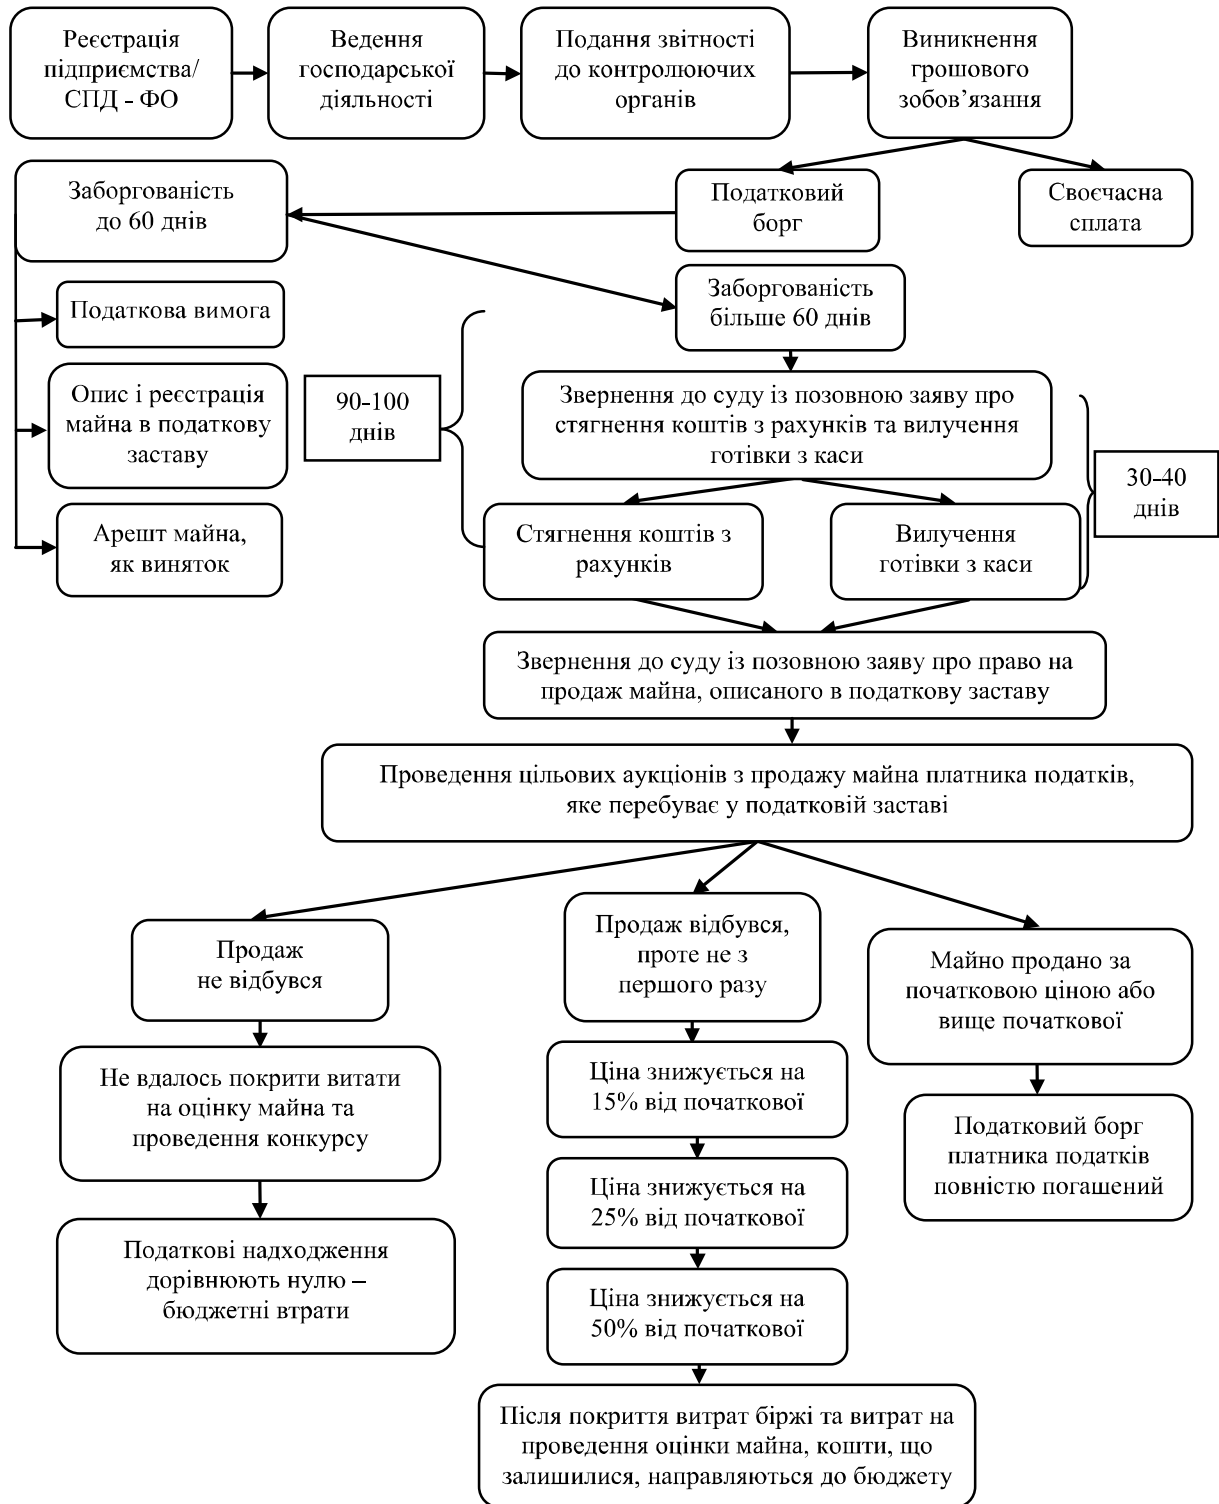 Реєстрація
підприємства/
СПД - ФО
Ведення
господарської
діяльності
Подання звітності
до контролюючих
органів
Виникнення
грошового
зобов’язання
Заборгованість
до 60 днів
Податковий
борг
Своєчасна
сплата
Податкова вимога
Заборгованість
більше 60 днів
Опис і реєстрація
майна в податкову
заставу
90-100
днів
Звернення до суду із позовною заяву про
стягнення коштів з рахунків та вилучення
готівки з каси
30-40
днів
Арешт майна,
як виняток
Стягнення коштів з
рахунків
Вилучення
готівки з каси
Звернення до суду із позовною заяву про право на
продаж майна, описаного в податкову заставу
Проведення цільових аукціонів з продажу майна платника податків,
яке перебуває у податковій заставі
Продаж
не відбувся
Продаж відбувся,
проте не з
першого разу
Майно продано за
початковою ціною або
вище початкової
Не вдалось покрити витати
на оцінку майна та
проведення конкурсу
Ціна знижується на
15% від початкової
Податковий борг
платника податків
повністю погашений
Ціна знижується на
25% від початкової
Податкові надходження
дорівнюють нулю –
бюджетні втрати
Ціна знижується на
50% від початкової
Після покриття витрат біржі та витрат на
проведення оцінки майна, кошти, що
залишилися, направляються до бюджету